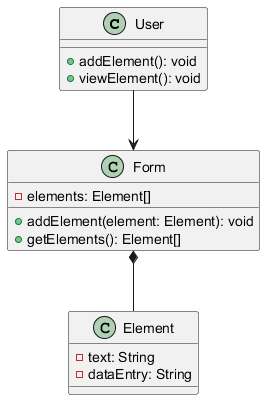 C User
addElement(): void
viewElement(): void
C Form
elements: Element[]
addElement(element: Element): void
getElements(): Element[]
C Element
text: String
dataEntry: String